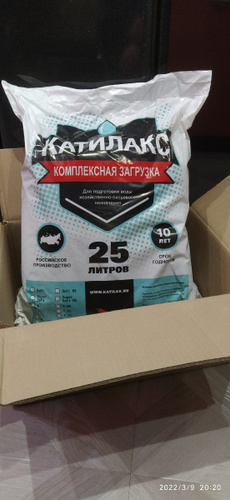 КАТИЛАКС
КОМПЛЕКСНАЯ ЗАГРУЗКА
Для подготовки воды
хозяйственно-питьевого
назначения
РОССИЙСКОЕ
ПРОИЗВОДСТВО
25
ЛИТРОВ
10
ЛЕТ
СРОК
ГОДНОСТИ
WWW.KATILAX.RU
2022/3/9 20:20